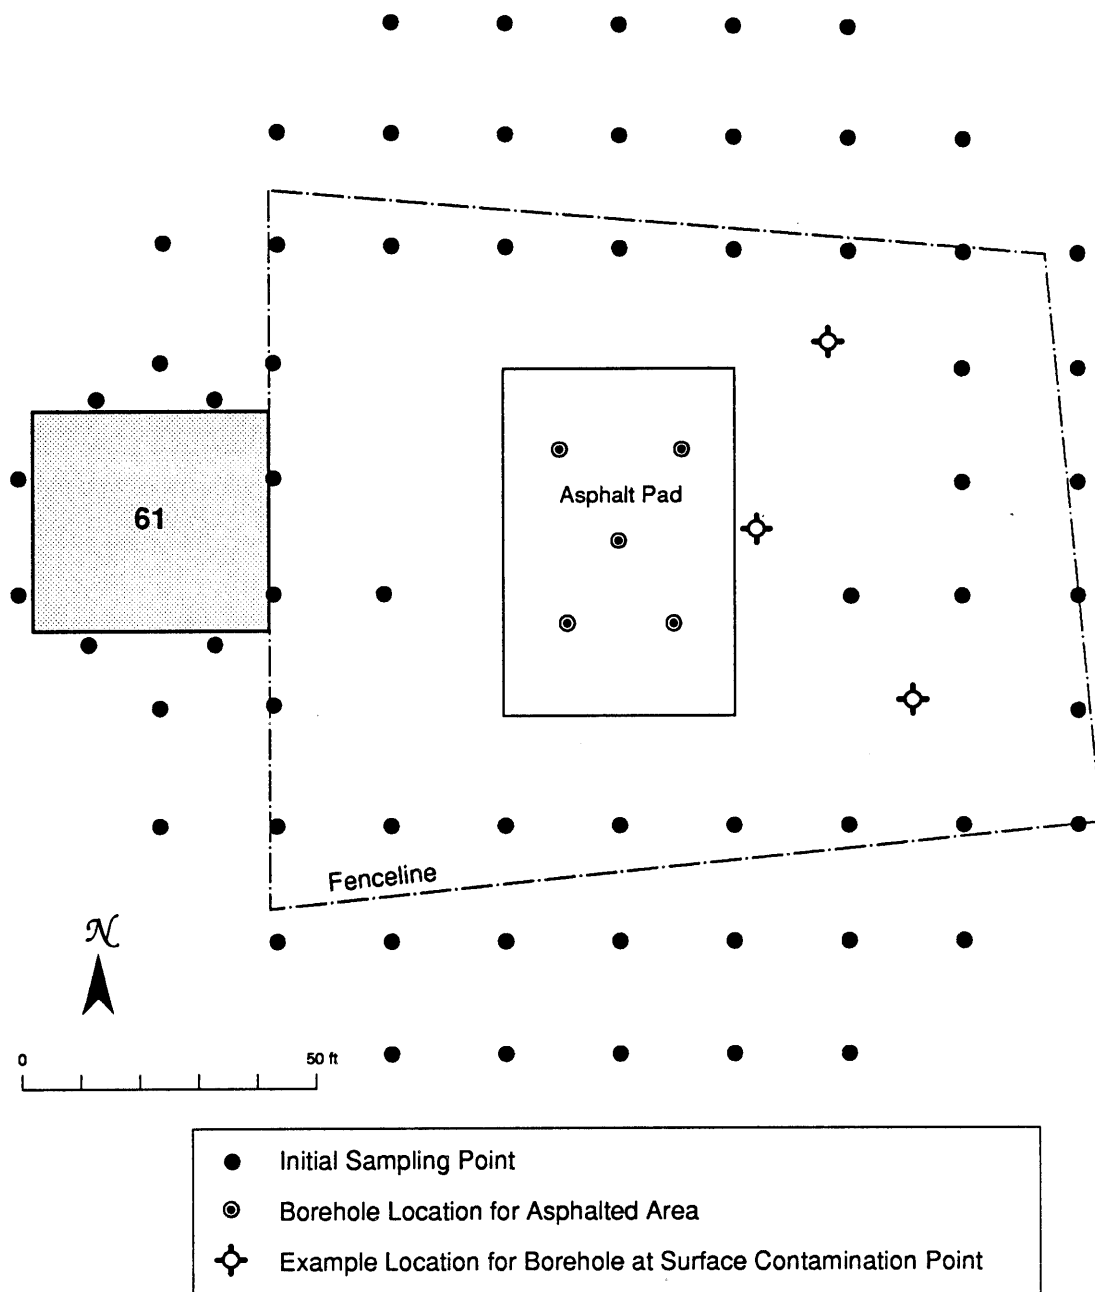 Asphalt Pad
61
Fenceline
N
0 50 ft
Initial Sampling Point
Borehole Location for Asphalted Area
Example Location for Borehole at Surface Contamination Point